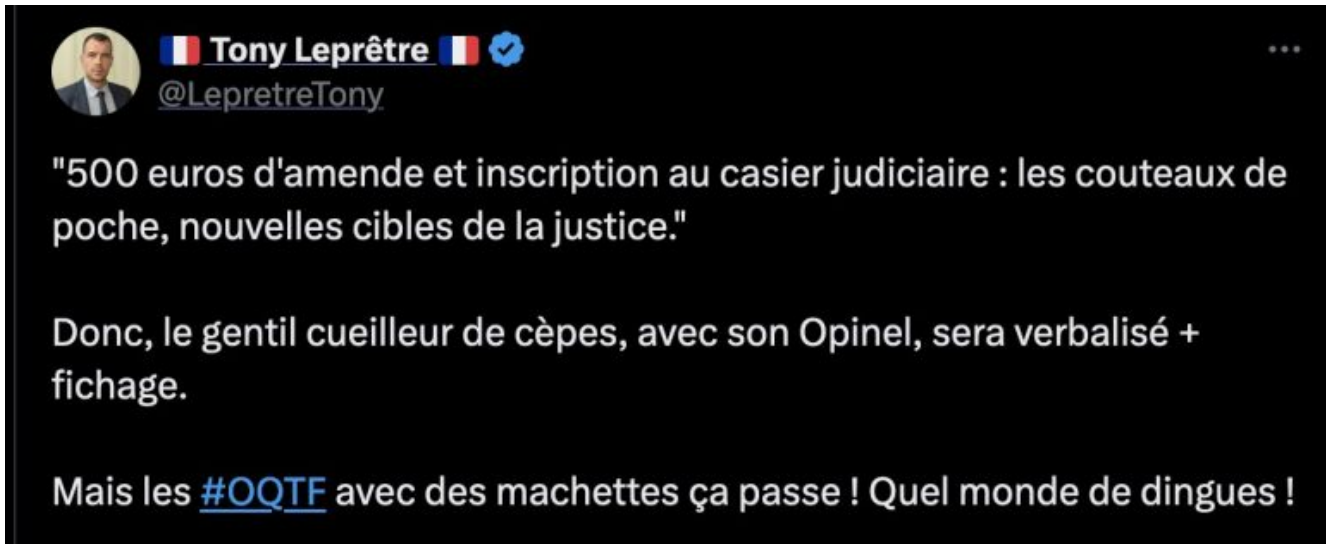 🇫🇷 Tony Leprêtre 🇫🇷
@LepretreTony
"500 euros d'amende et inscription au casier judiciaire : les couteaux de
poche, nouvelles cibles de la justice."
Donc, le gentil cueilleur de cèpes, avec son Opinel, sera verbalisé +
fichage.
Mais les #OQTF avec des machettes ça passe ! Quel monde de dingues !